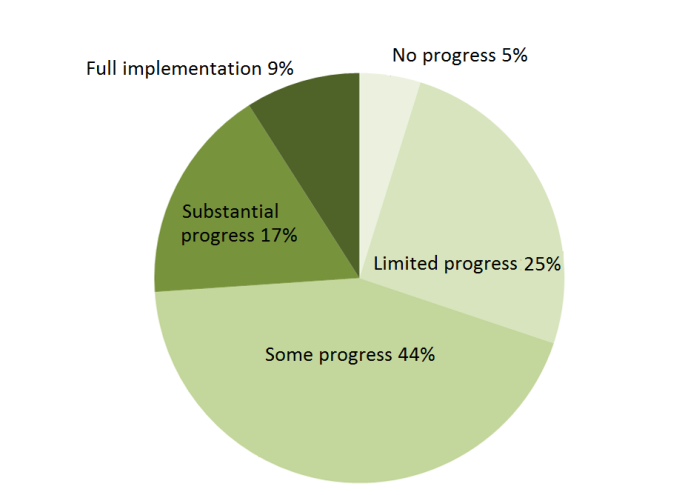 No progress 5%
Full implementation 9%
Substantial
progress 17%
Limited progress 25%
Some progress 44%